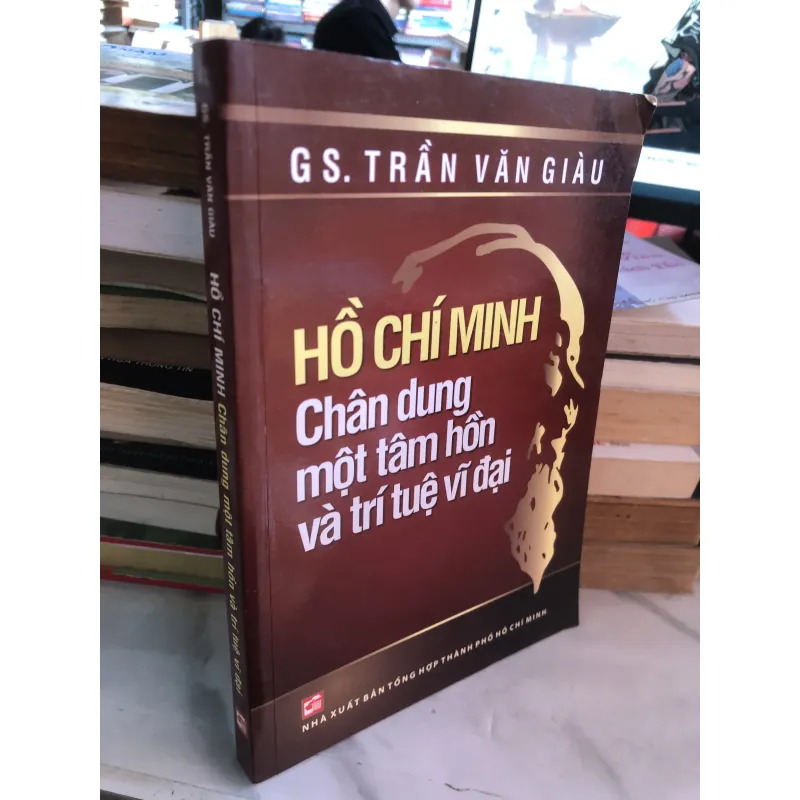 GS. TRẦN VĂN GIÀU
HỒ CHÍ MINH
Chân dung
một tâm hồn
và trí tuệ vĩ đại
NHÀ XUẤT BẢN TỔNG HỢP THÀNH PHỐ HỒ CHÍ MINH
GS. TRẦN VĂN GIÀU
HỒ CHÍ MINH Chân dung một tâm hồn và trí tuệ vĩ đại